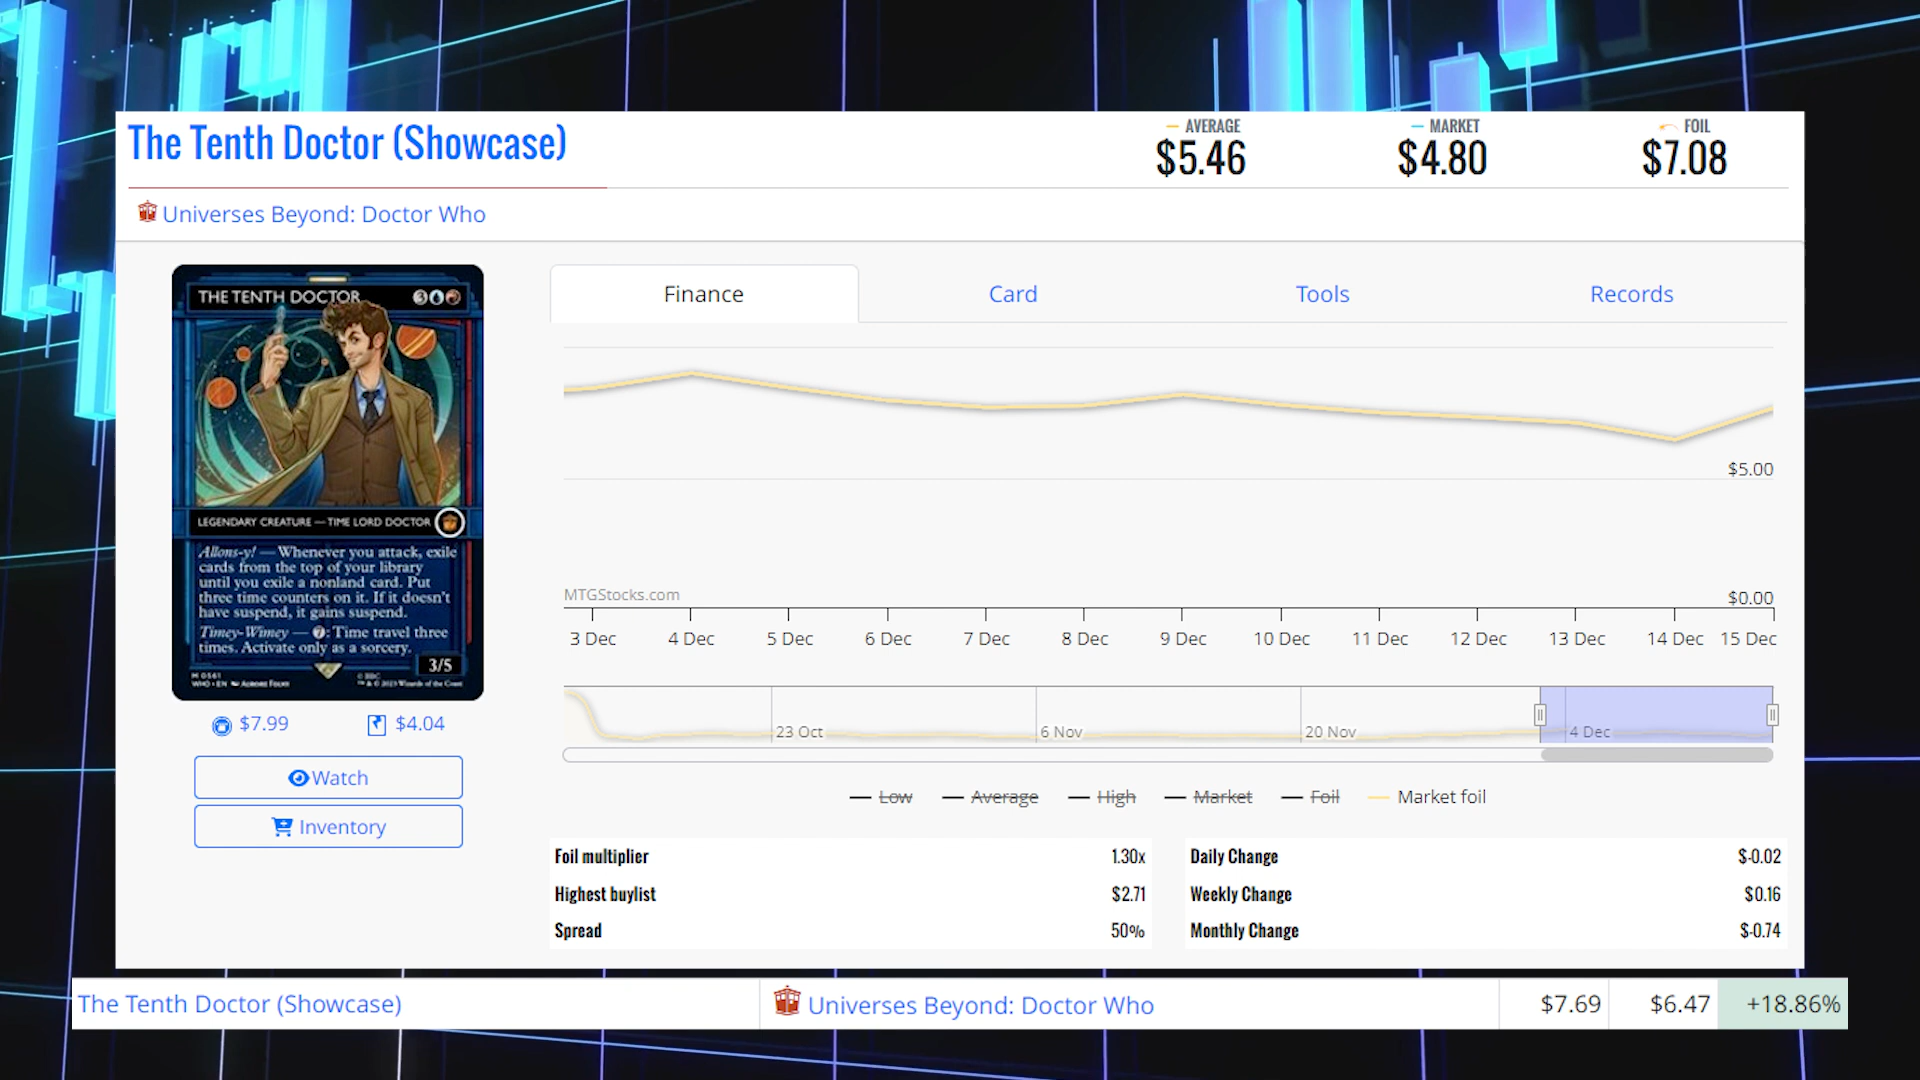 The Tenth Doctor (Showcase)
AVERAGE
$5.46
MARKET
$4.80
FOIL
$7.08
Universes Beyond: Doctor Who
THE TENTH DOCTOR
3
LEGENDARY CREATURE — TIME LORD DOCTOR
Allons-y! — Whenever you attack, exile
cards from the top of your library
until you exile a nonland card. Put
three time counters on it. If it doesn't
have suspend, it gains suspend.
Timey-Wimey — 7: Time travel three
times. Activate only as a sorcery.
3/5
M 0561
WHO • EN
$7.99
$4.04
Watch
Inventory
Finance
Card
Tools
Records
$5.00
MTGStocks.com
$0.00
3 Dec
4 Dec
5 Dec
6 Dec
7 Dec
8 Dec
9 Dec
10 Dec
11 Dec
12 Dec
13 Dec
14 Dec
15 Dec
23 Oct
6 Nov
20 Nov
4 Dec
Low
Average
High
Market
Foil
Market foil
Foil multiplier 1.30x
Highest buylist $2.71
Spread 50%
Daily Change $-0.02
Weekly Change $0.16
Monthly Change $-0.74
The Tenth Doctor (Showcase) Universes Beyond: Doctor Who $7.69 $6.47 +18.86%